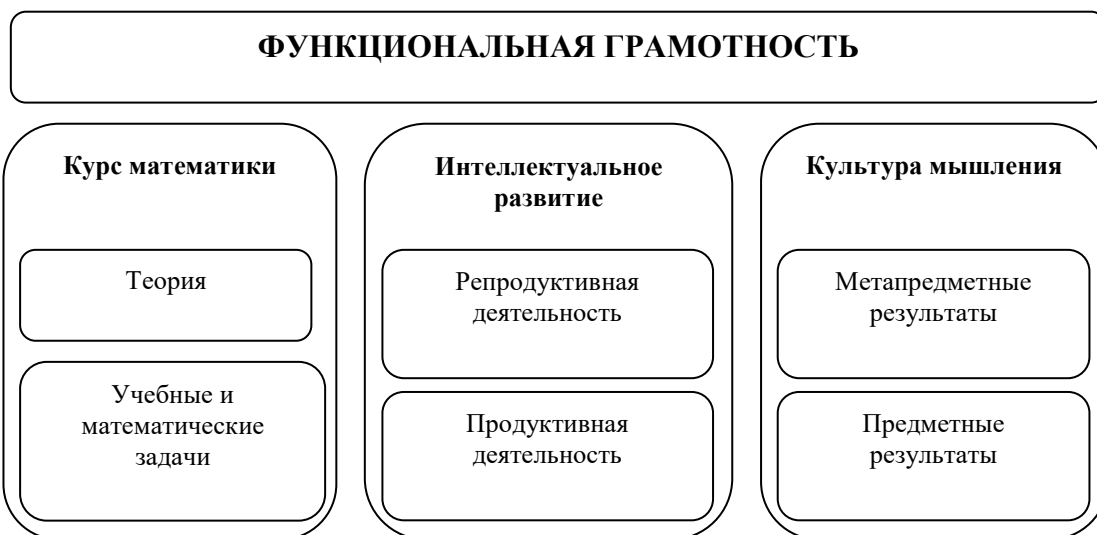 ФУНКЦИОНАЛЬНАЯ ГРАМОТНОСТЬ
Курс математики
Теория
Учебные и
математические
задачи
Интеллектуальное
развитие
Репродуктивная
деятельность
Продуктивная
деятельность
Культура мышления
Метапредметные
результаты
Предметные
результаты